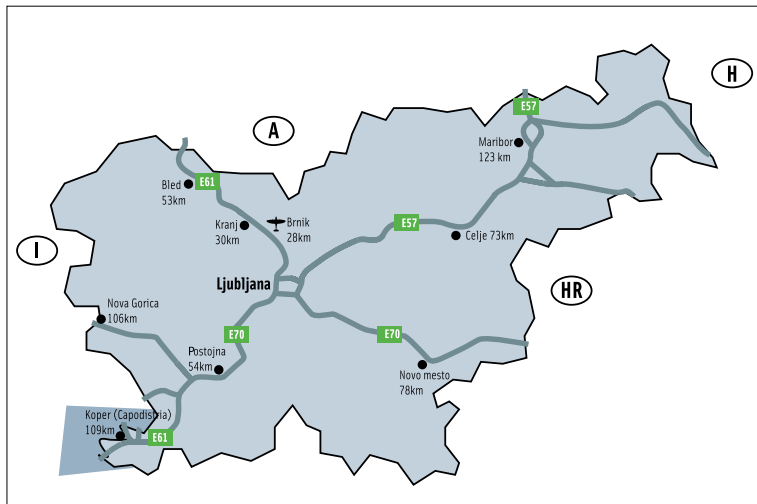 H
E57
A
Maribor
123 km
Bled
53km
E61
Kranj
30km
Brnik
28km
E57
Celje 73km
I
Ljubljana
HR
Nova Gorica
106km
E70
E70
Postojna
54km
Novo mesto
78km
Koper (Capodistria)
109km
E61